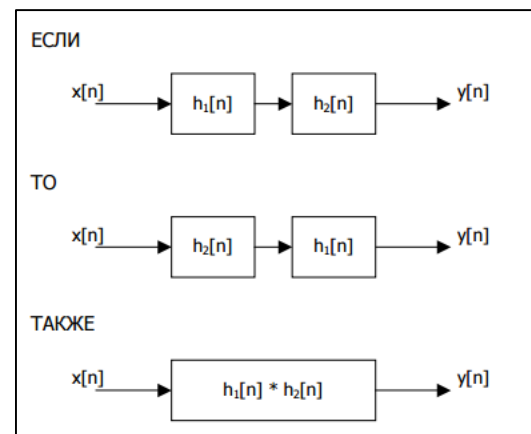 ЕСЛИ
x[n] h₁[n] h₂[n] y[n]
ТО
x[n] h₂[n] h₁[n] y[n]
ТАКЖЕ
x[n] h₁[n] * h₂[n] y[n]